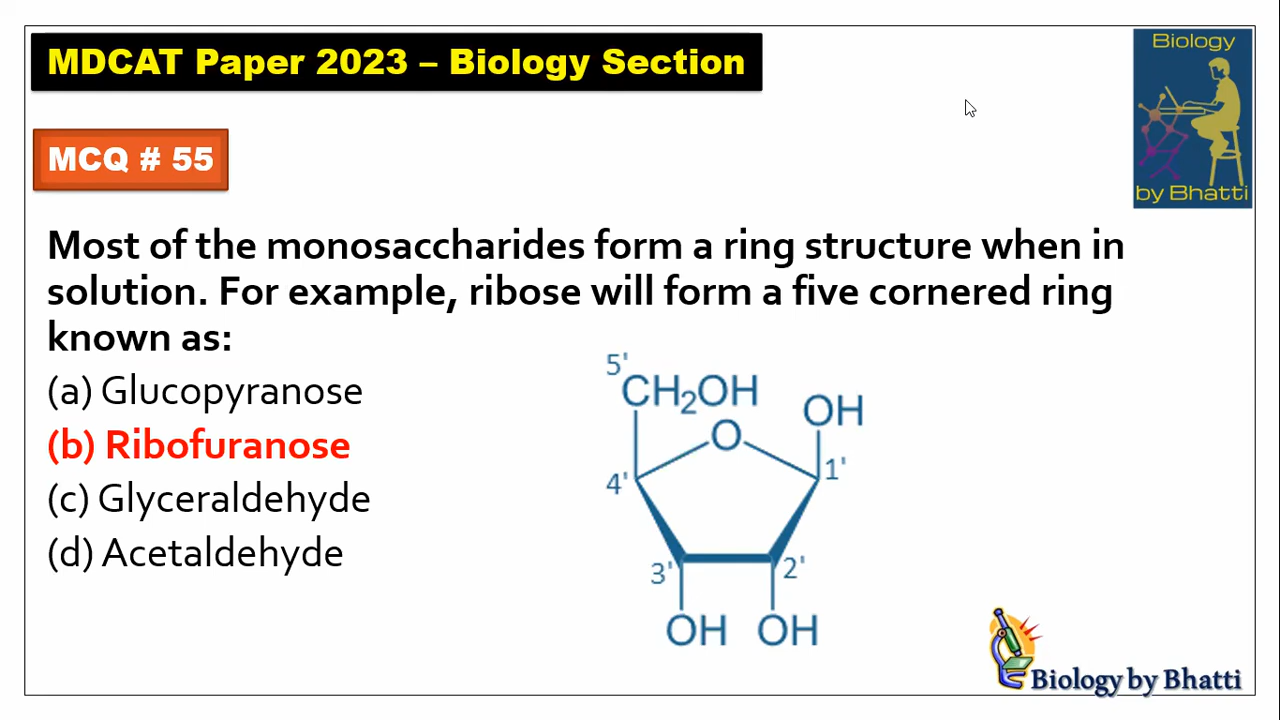 MDCAT Paper 2023 – Biology Section
Biology
by Bhatti
MCQ # 55
Most of the monosaccharides form a ring structure when in
solution. For example, ribose will form a five cornered ring
known as:
(a) Glucopyranose
(b) Ribofuranose
(c) Glyceraldehyde
(d) Acetaldehyde
5'
CH₂OH
OH
O
4'
1'
3'
2'
OH OH
Biology by Bhatti